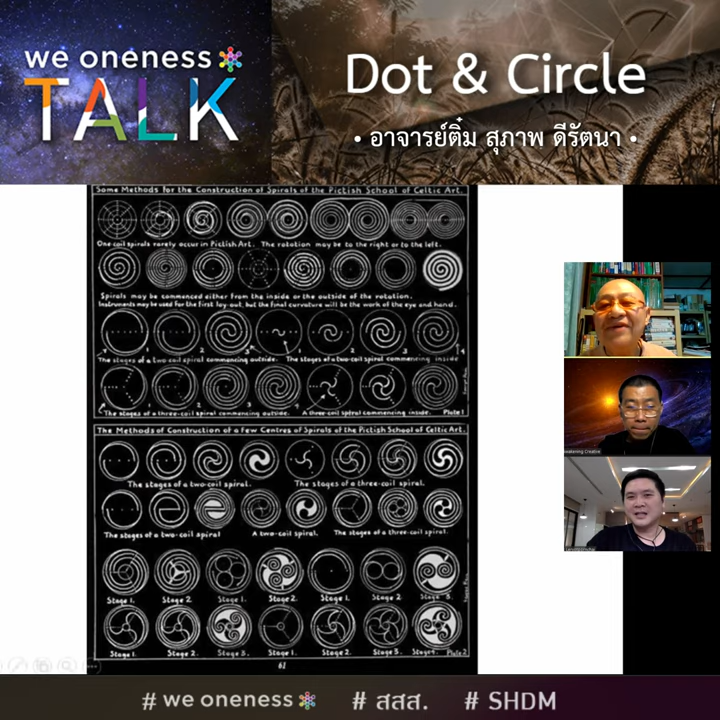 we oneness
TALK
Dot & Circle
• อาจารย์ติ๋ม สุภาพ ดีรัตนา •
Some Methods for the Construction of Spirals of the Pictish School of Celtic Art.
One-coil spirals rarely occur in Pictish Art. The rotation may be to the right or to the left.
Spirals may be commenced either from the inside or the outside of the rotation.
Instruments may be used for the first lay-out, but the final curvature will be the work of the eye and hand.
1 2 3 4
The stages of a two-coil spiral commencing outside. The stages of a two-coil spiral commencing inside
The stages of a three-coil spiral commencing outside. A three-coil spiral commencing inside. Plate 1
The Methods of Construction of a Few Centres of Spirals of the Pictish School of Celtic Art.
The stages of a two-coil spiral. The stages of a three-coil spiral.
The stages of a two-coil spiral A two-coil spiral. The stages of a three-coil spiral.
Stage 1. Stage 2. Stage 3. Stage 2. Stage 1. Stage 2. Stage 3.
Stage 1. Stage 2. Stage 3. Stage 1. Stage 2. Stage 3. Stage 4. Plate 2
61
Awakening Creative
# we oneness # สสส. # SHDM